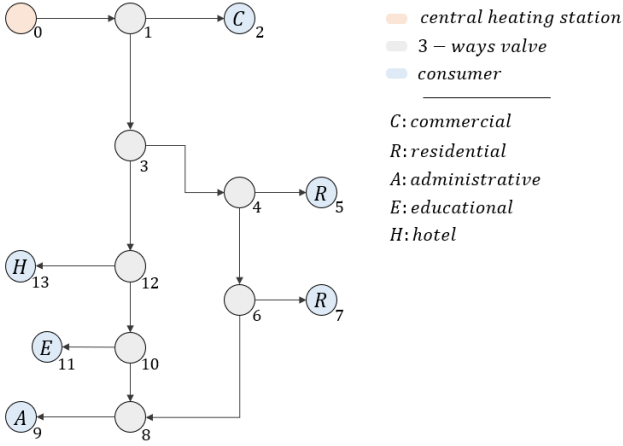 0
1
C
2
central heating station
3 − ways valve
consumer
C: commercial
R: residential
A: administrative
E: educational
H: hotel
3
4
R
5
H
13
12
6
R
7
E
11
10
A
9
8